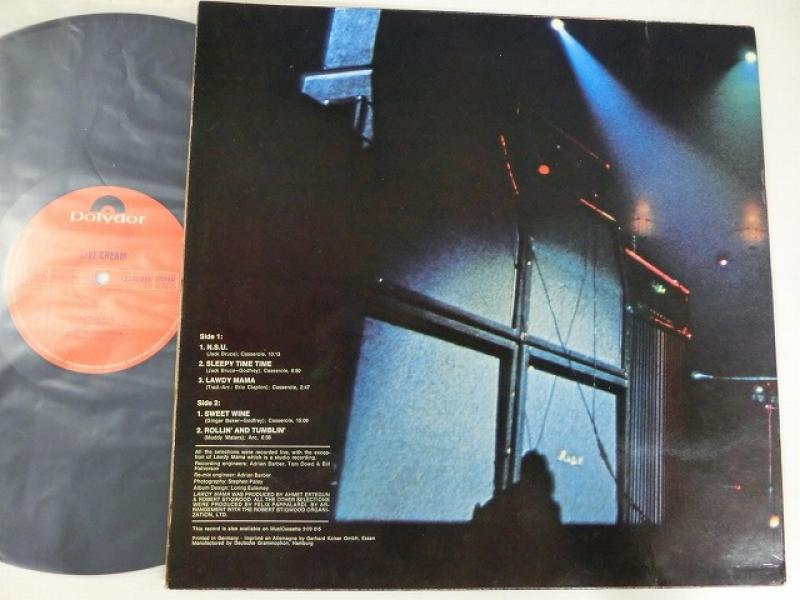 polydor
LIVE CREAM
STEREO
Side 1:
1. N.S.U.
(Jack Bruce); Casserole, 10:13
2. SLEEPY TIME TIME
(Jack Bruce–Godfrey); Casserole, 6:50
3. LAWDY MAMA
(Trad.-Arr.: Eric Clapton); Casserole, 2:47
Side 2:
1. SWEET WINE
(Ginger Baker–Godfrey); Casserole, 15:08
2. ROLLIN' AND TUMBLIN'
(Muddy Waters); Arc, 6:38
All the selections were recorded live, with the excep-
tion of Lawdy Mama which is a studio recording.
Recording engineers: Adrian Barber, Tom Dowd & Bill
Halverson
Re-mix engineer: Adrian Barber
Photography: Stephen Paley
Album Design: Loring Eutemey
LAWDY MAMA WAS PRODUCED BY AHMET ERTEGUN
& ROBERT STIGWOOD. ALL THE OTHER SELECTIONS
WERE PRODUCED BY FELIX PAPPALARDI, BY AR-
RANGEMENT WITH THE ROBERT STIGWOOD ORGANI-
ZATION, LTD.
This record is also available on MusiCassette
Printed in Germany - Imprimé en Allemagne by Gerhard Kaiser GmbH, Essen
Manufactured by Deutsche Grammophon, Hamburg